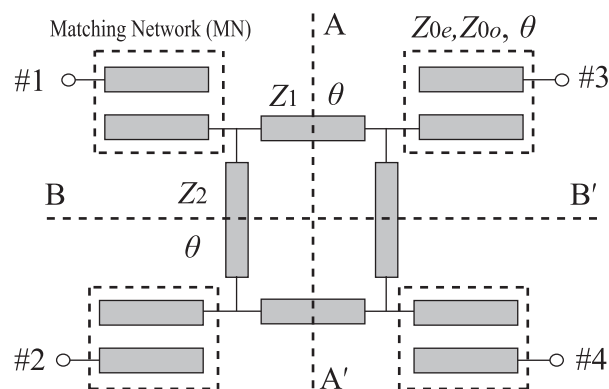 Matching Network (MN)
A
Z0e,Z0o, θ
#1
#3
Z1
θ
B
Z2
B′
θ
#2
#4
A′